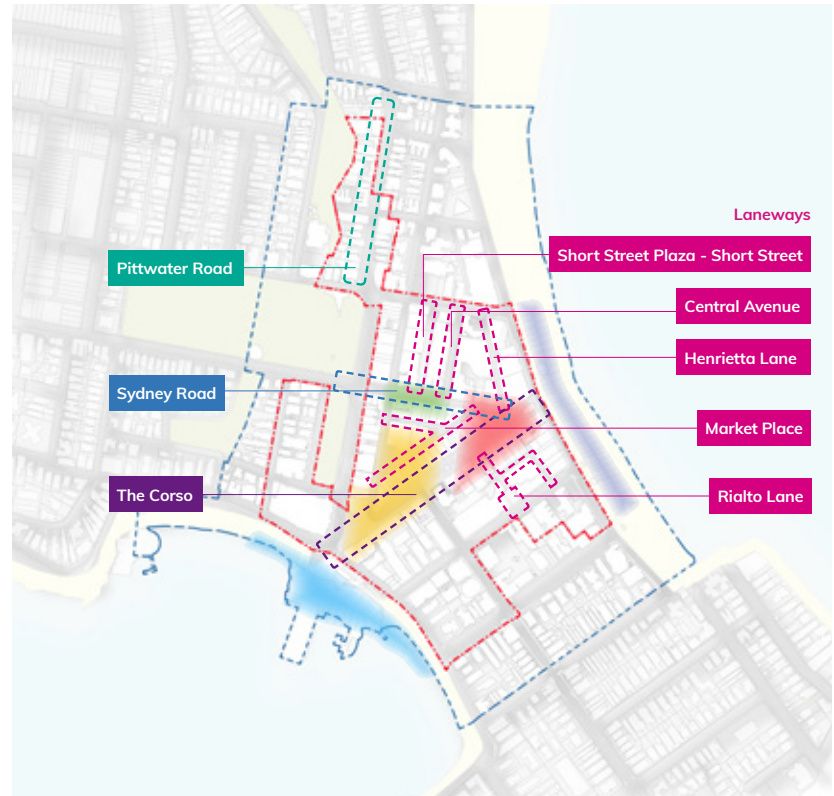 Laneways
Short Street Plaza - Short Street
Pittwater Road
Central Avenue
Henrietta Lane
Sydney Road
Market Place
The Corso
Rialto Lane